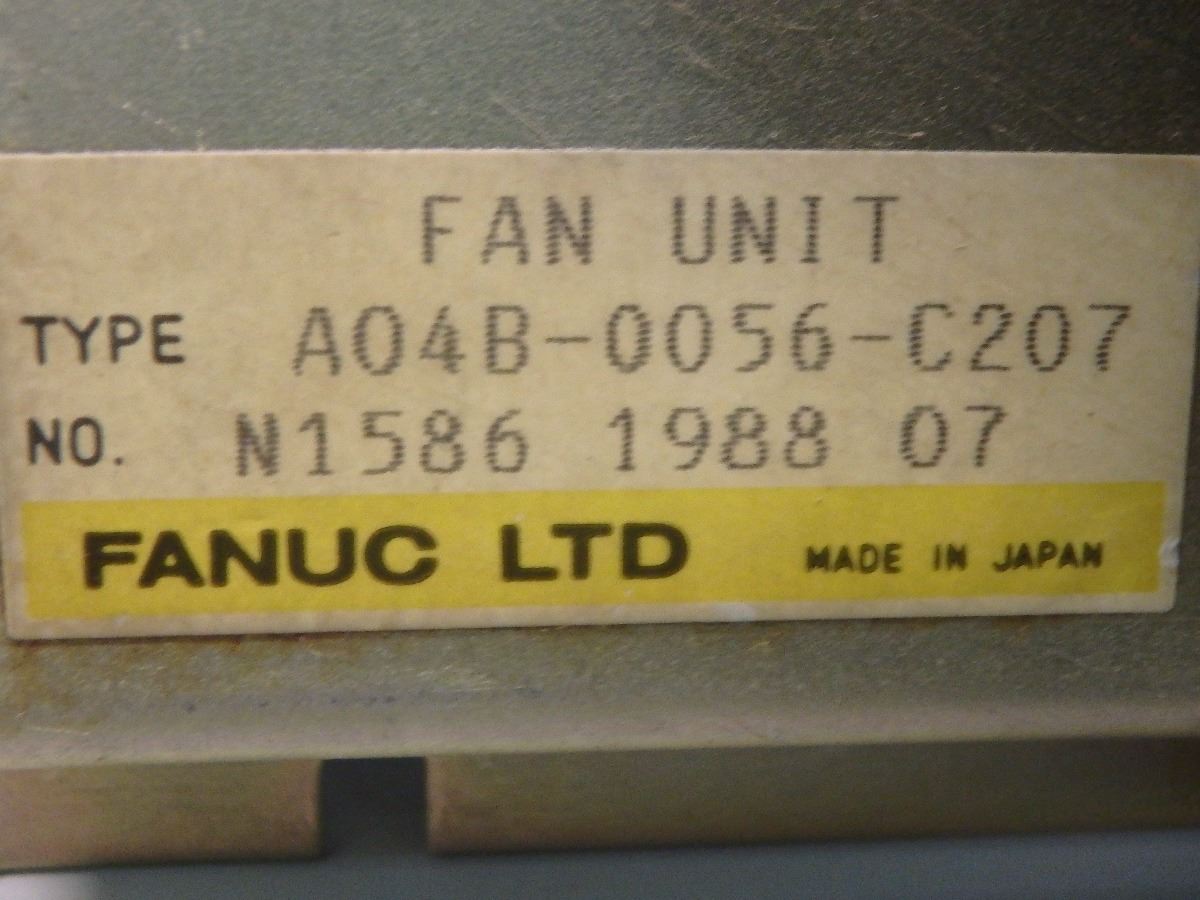 FAN UNIT
TYPE A04B-0056-C207
NO. N1586 1988 07
FANUC LTD MADE IN JAPAN